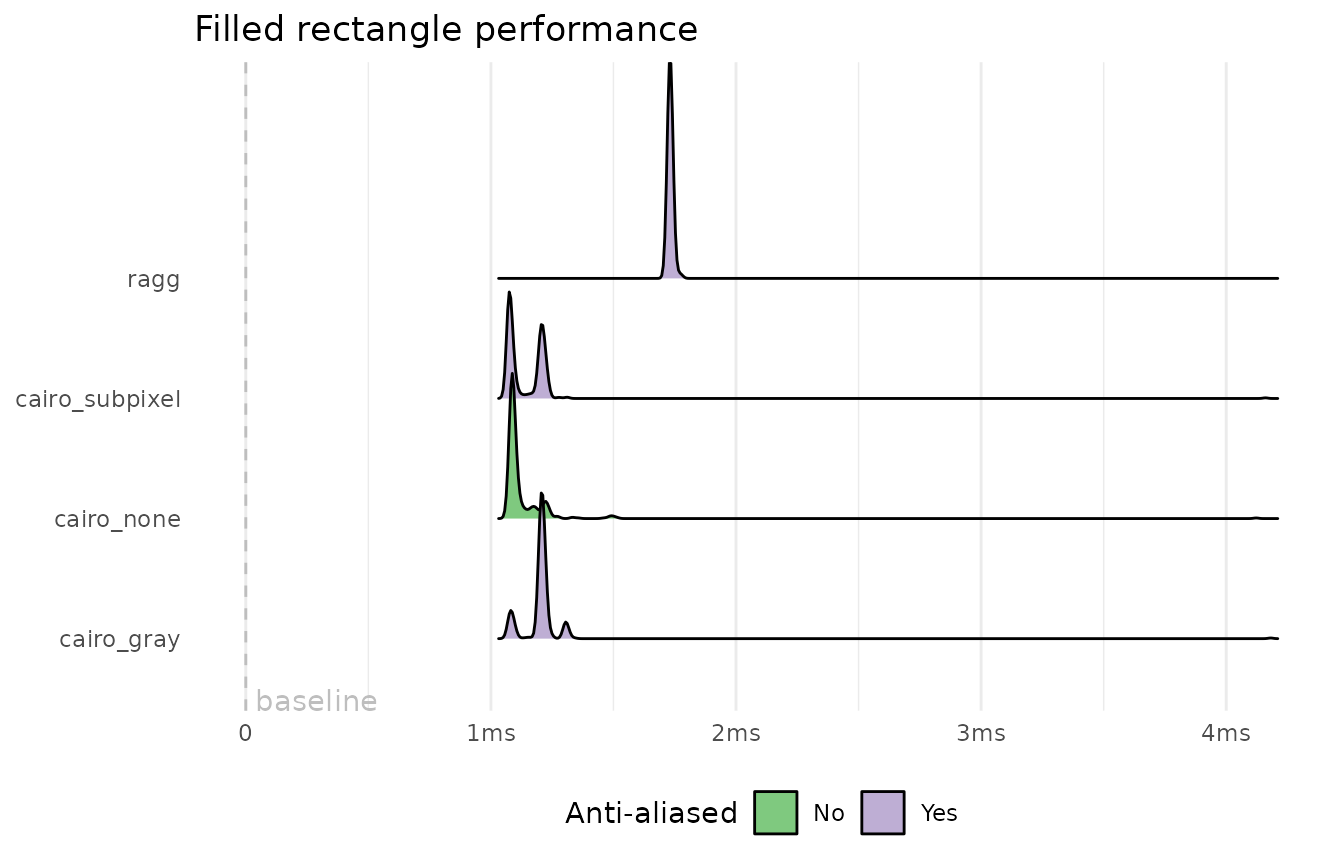 Filled rectangle performance
ragg
cairo_subpixel
cairo_none
cairo_gray
baseline
0 1ms 2ms 3ms 4ms
Anti-aliased No Yes